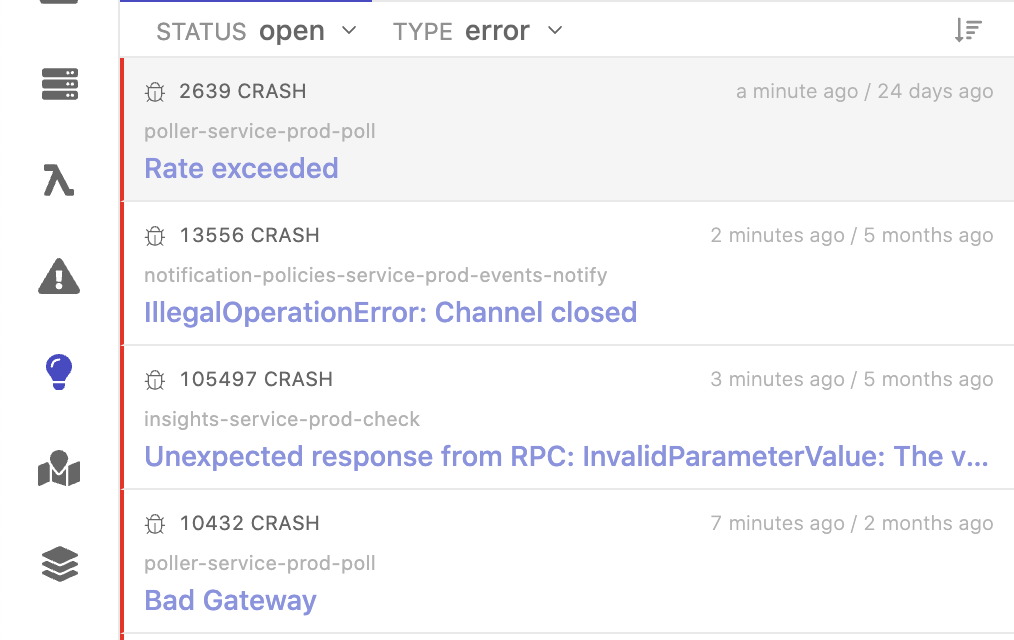 STATUS open TYPE error
2639 CRASH a minute ago / 24 days ago
poller-service-prod-poll
Rate exceeded
13556 CRASH 2 minutes ago / 5 months ago
notification-policies-service-prod-events-notify
IllegalOperationError: Channel closed
105497 CRASH 3 minutes ago / 5 months ago
insights-service-prod-check
Unexpected response from RPC: InvalidParameterValue: The v...
10432 CRASH 7 minutes ago / 2 months ago
poller-service-prod-poll
Bad Gateway